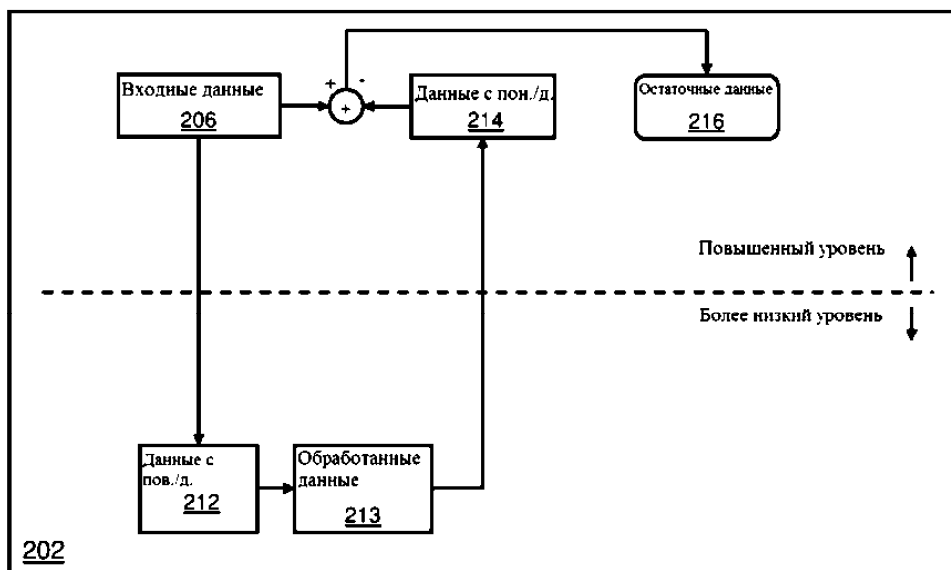 Входные данные
206
+ -
+
Данные с пон./д.
214
Остаточные данные
216
Повышенный уровень
Более низкий уровень
Данные с
пов./д.
212
Обработанные
данные
213
202